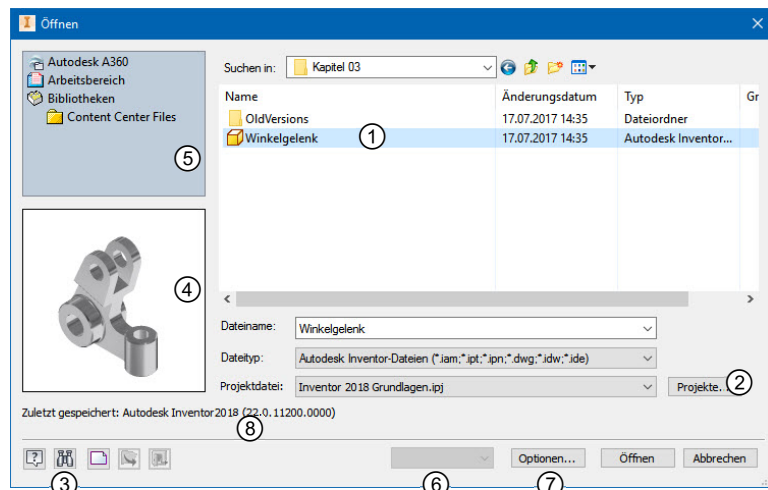 Öffnen
Autodesk A360
Arbeitsbereich
Bibliotheken
Content Center Files
⑤
Suchen in: Kapitel 03
Name Änderungsdatum Typ Gr
OldVersions 17.07.2017 14:35 Dateiordner
Winkelgelenk ① 17.07.2017 14:35 Autodesk Inventor...
④
Dateiname: Winkelgelenk
Dateityp: Autodesk Inventor-Dateien (*.iam;*.ipt;*.ipn;*.dwg;*.idw;*.ide)
Projektdatei: Inventor 2018 Grundlagen.ipj Projekte.. ②
Zuletzt gespeichert: Autodesk Inventor 2018 (22.0.11200.0000)
⑧
Optionen... Öffnen Abbrechen
③ ⑥ ⑦